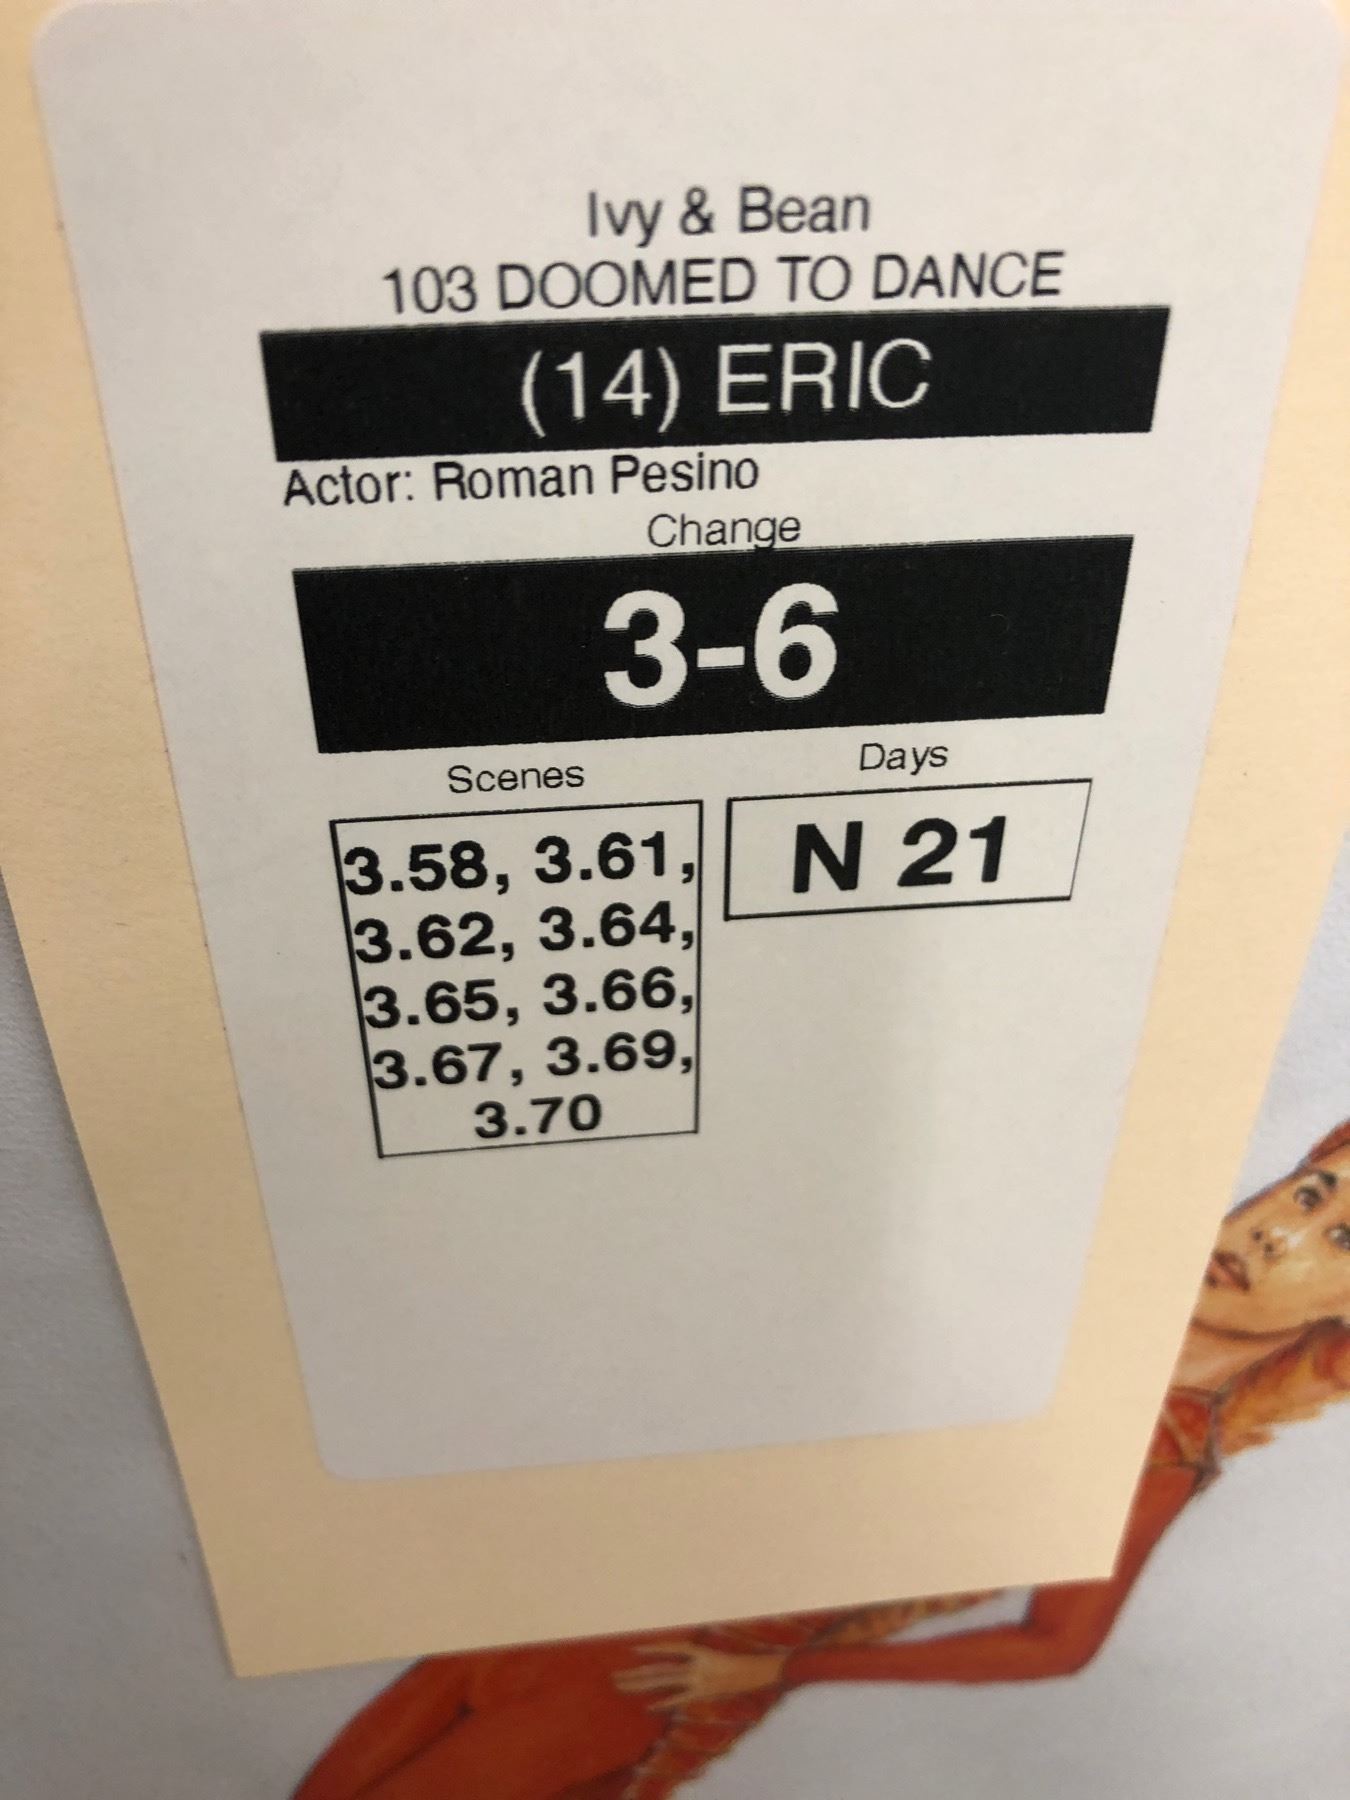 Ivy & Bean
103 DOOMED TO DANCE
(14) ERIC
Actor: Roman Pesino
Change
3-6
Scenes
Days
3.58, 3.61,
3.62, 3.64,
3.65, 3.66,
3.67, 3.69,
3.70
N 21